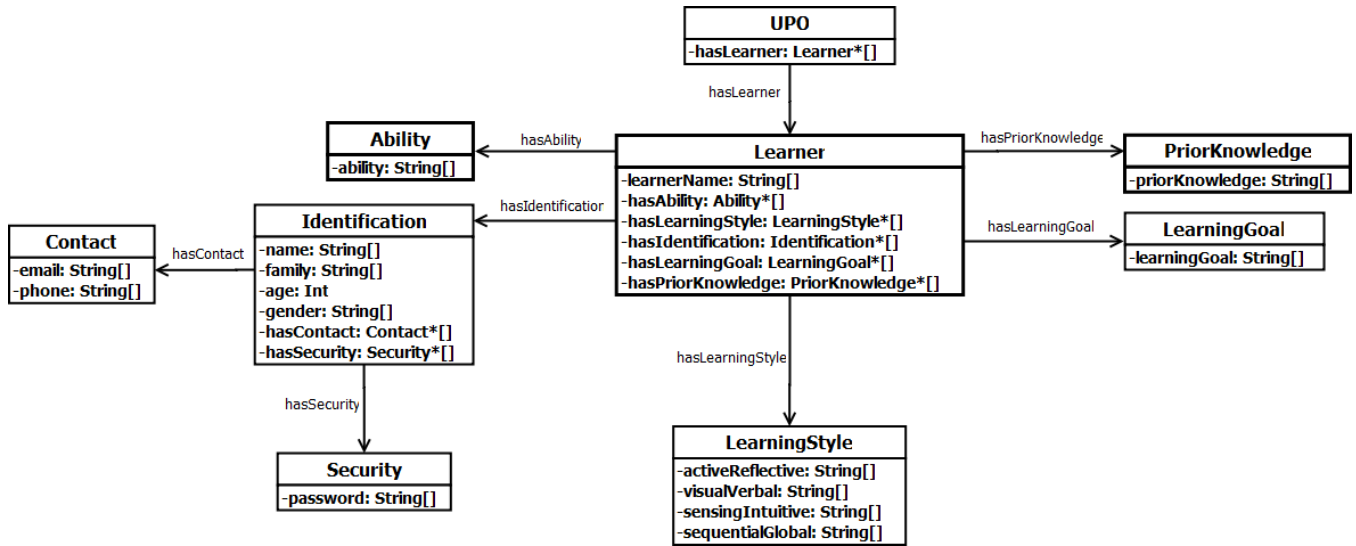 UPO
-hasLearner: Learner*[]
hasLearner
Ability
-ability: String[]
hasAbility
Learner
-learnerName: String[]
-hasAbility: Ability*[]
-hasLearningStyle: LearningStyle*[]
-hasIdentification: Identification*[]
-hasLearningGoal: LearningGoal*[]
-hasPriorKnowledge: PriorKnowledge*[]
hasPriorKnowledge
PriorKnowledge
-priorKnowledge: String[]
hasIdentification
Identification
-name: String[]
-family: String[]
-age: Int
-gender: String[]
-hasContact: Contact*[]
-hasSecurity: Security*[]
hasLearningGoal
LearningGoal
-learningGoal: String[]
Contact
-email: String[]
-phone: String[]
hasContact
hasLearningStyle
hasSecurity
LearningStyle
-activeReflective: String[]
-visualVerbal: String[]
-sensingIntuitive: String[]
-sequentialGlobal: String[]
Security
-password: String[]